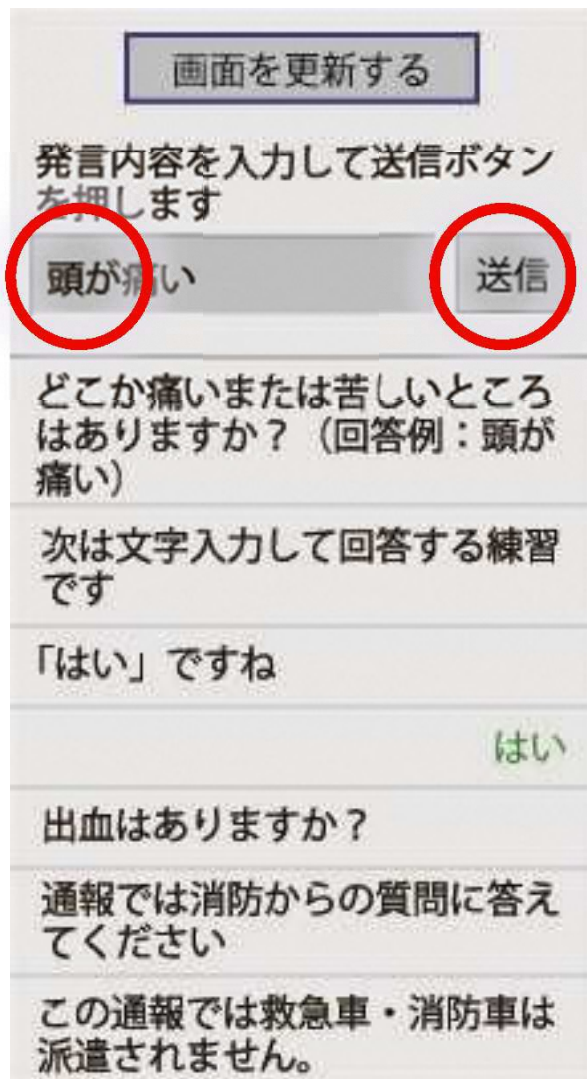 画面を更新する
発言内容を入力して送信ボタン
を押します
頭が痛い
送信
どこか痛いまたは苦しいところ
はありますか？（回答例：頭が
痛い）
次は文字入力して回答する練習
です
「はい」ですね
はい
出血はありますか？
通報では消防からの質問に答え
てください
この通報では救急車・消防車は
派遣されません。